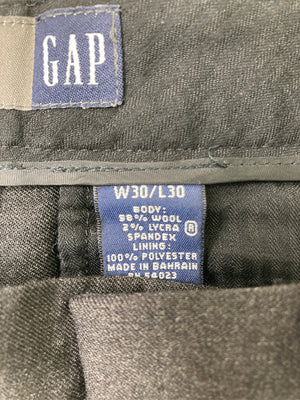 GAP
W30/L30
BODY:
98% WOOL
2% LYCRA ®
SPANDEX
LINING:
100% POLYESTER
MADE IN BAHRAIN
RN 54023